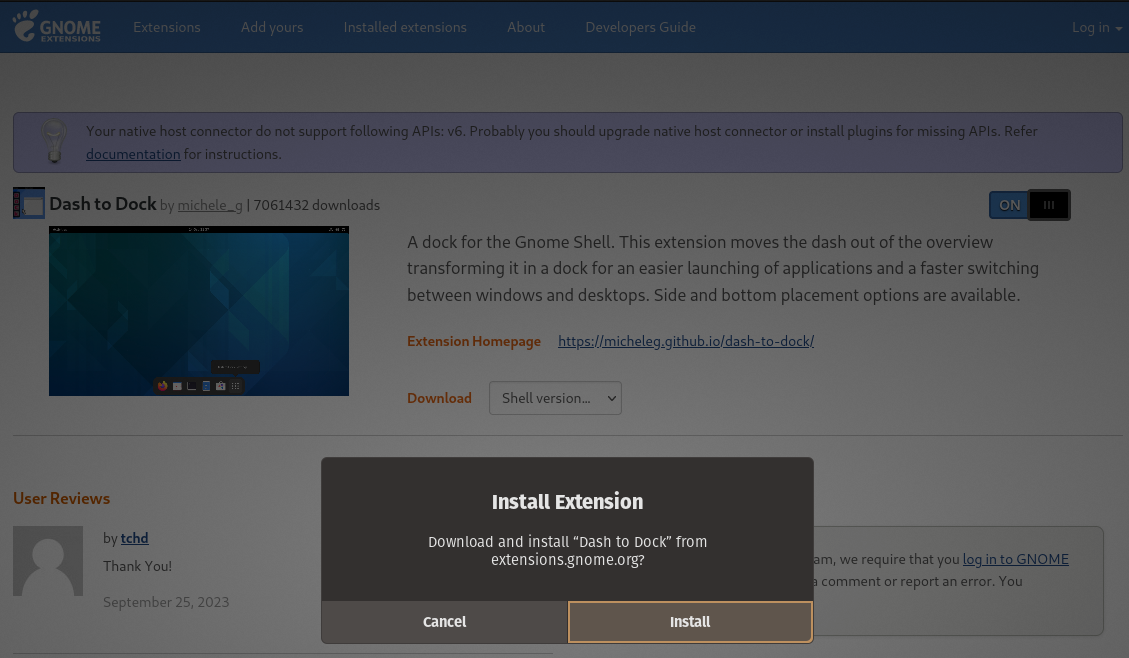 GNOME
EXTENSIONS
Extensions Add yours Installed extensions About Developers Guide Log in
Your native host connector do not support following APIs: v6. Probably you should upgrade native host connector or install plugins for missing APIs. Refer
documentation for instructions.
Dash to Dock by michele_g | 7061432 downloads
ON
A dock for the Gnome Shell. This extension moves the dash out of the overview
transforming it in a dock for an easier launching of applications and a faster switching
between windows and desktops. Side and bottom placement options are available.
Extension Homepage https://micheleg.github.io/dash-to-dock/
Download Shell version...
User Reviews
by tchd
Thank You!
September 25, 2023
am, we require that you log in to GNOME
a comment or report an error. You
Install Extension
Download and install “Dash to Dock” from
extensions.gnome.org?
Cancel Install